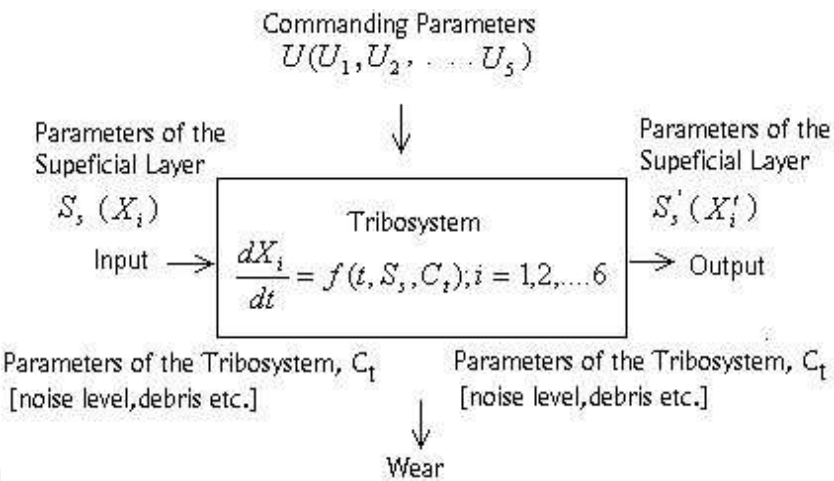 Commanding Parameters
U(U₁,U₂, ..... U₅)
Parameters of the
Supeficial Layer
Sₛ (Xᵢ)
Input
Tribosystem
dXᵢ/dt = f(t, Sₛ, Cₜ); i = 1,2,....6
Parameters of the
Supeficial Layer
Sₛ' (Xᵢ')
Output
Parameters of the Tribosystem, Cₜ
[noise level,debris etc.]
Parameters of the Tribosystem, Cₜ
[noise level,debris etc.]
Wear